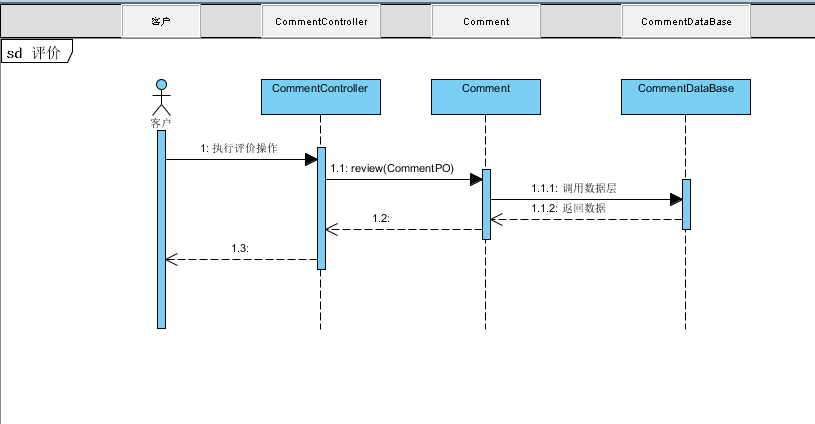 客户 CommentController Comment CommentDataBase
sd 评价
CommentController Comment CommentDataBase
客户
1: 执行评价操作
1.1: review(CommentPO)
1.1.1: 调用数据层
1.1.2: 返回数据
1.2:
1.3: